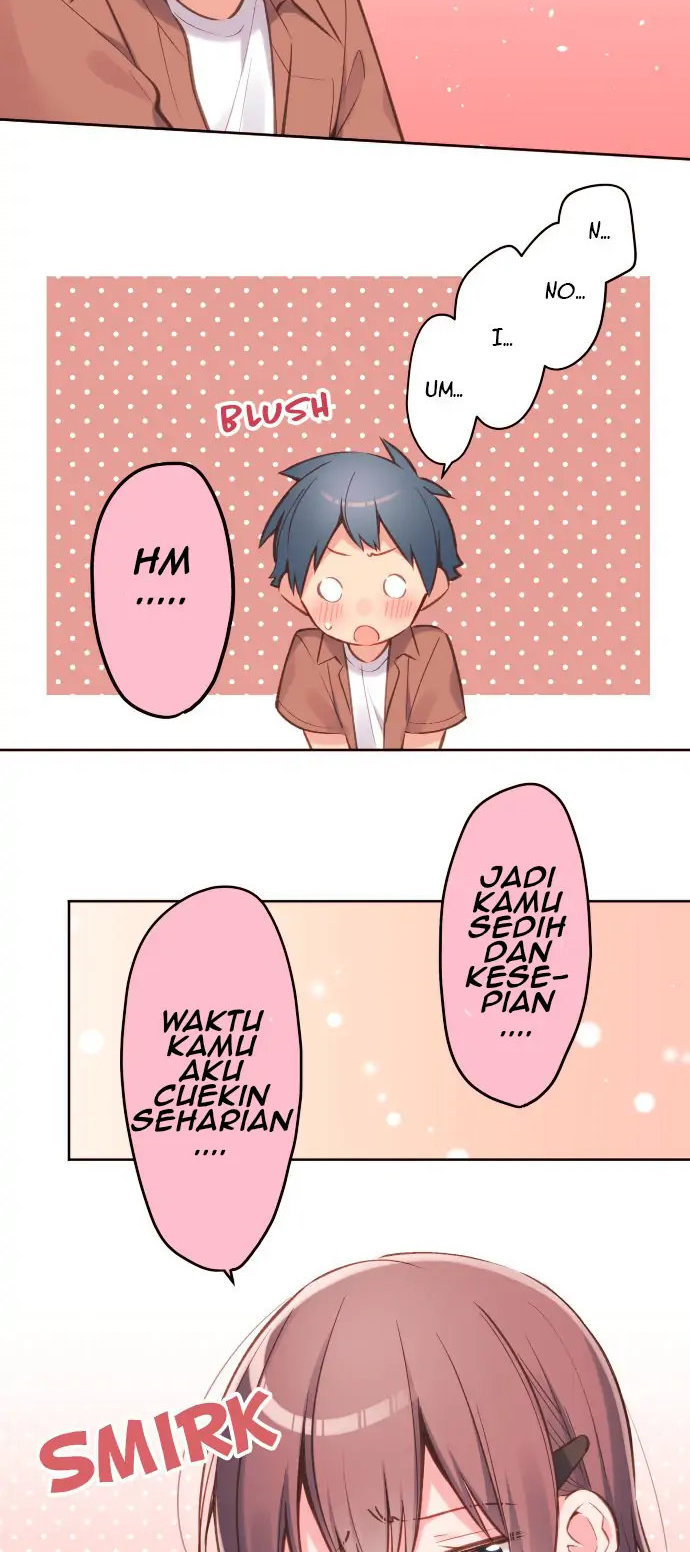 N...
NO...
I...
UM...
BLUSH
HM
.....
JADI
KAMU
SEDIH
DAN
KESE-
PIAN
....
WAKTU
KAMU
AKU
CUEKIN
SEHARIAN
....
SMIRK